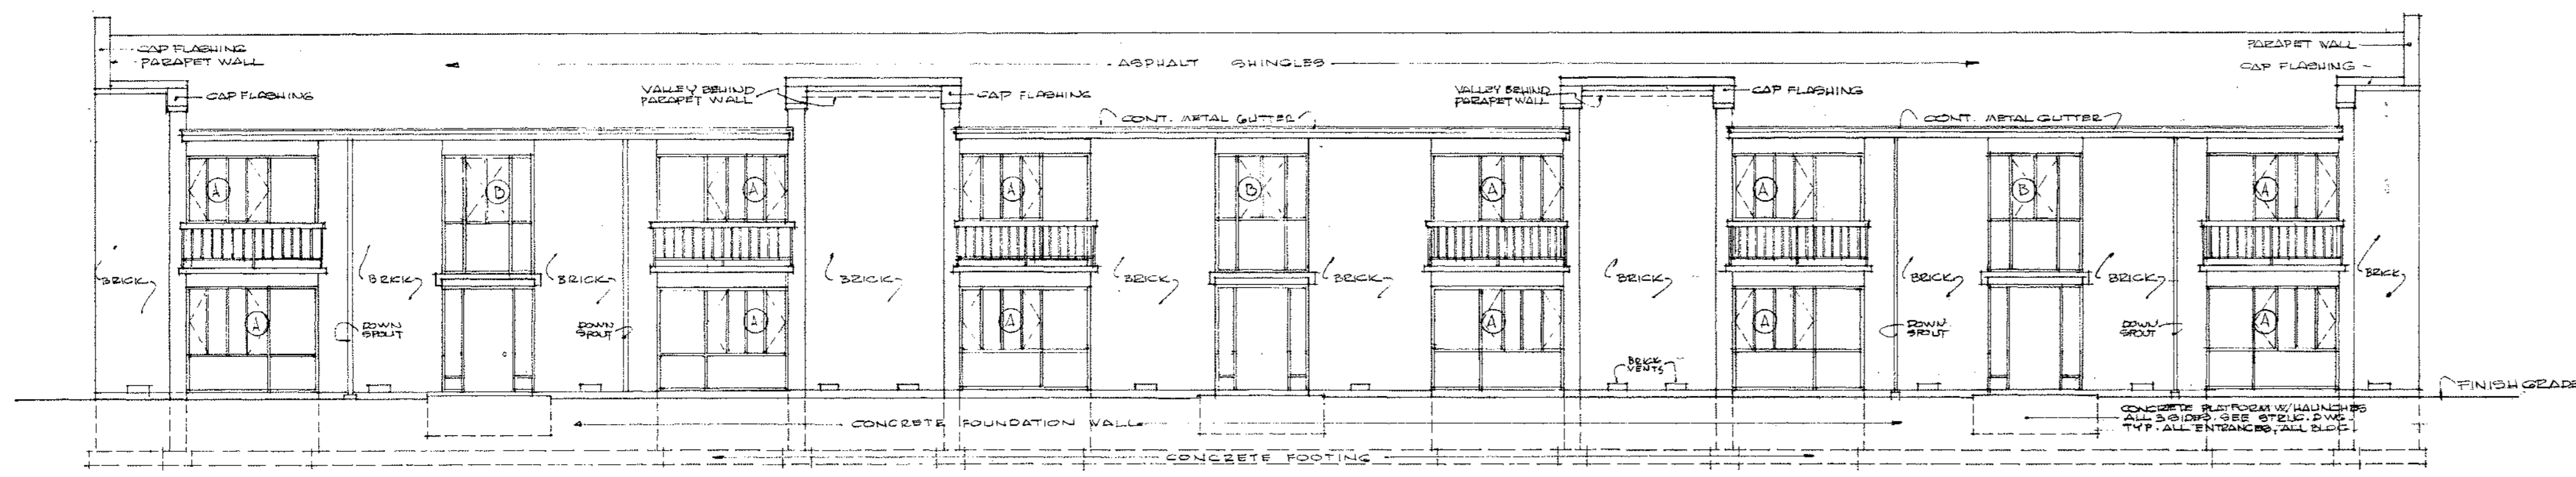 CAP FLASHING
PARAPET WALL
ASPHALT SHINGLES
PARAPET WALL
CAP FLASHING
CAP FLASHING
VALLEY BEHIND
PARAPET WALL
CAP FLASHING
VALLEY BEHIND
PARAPET WALL
CAP FLASHING
CONT. METAL GUTTER
CONT. METAL GUTTER
A
B
A
A
B
A
A
B
A
BRICK
BRICK
BRICK
BRICK
BRICK
BRICK
BRICK
BRICK
BRICK
BRICK
A
DOWN
SPOUT
DOWN
SPOUT
A
A
A
A
DOWN
SPOUT
DOWN
SPOUT
A
BRICK
VENTS
FINISH GRADE
CONCRETE FOUNDATION WALL
CONCRETE PLATFORM W/HAUNCHES
ALL 3 SIDES. SEE STRUC. DWG.
TYP. ALL ENTRANCES, ALL BLDG.
CONCRETE FOOTING